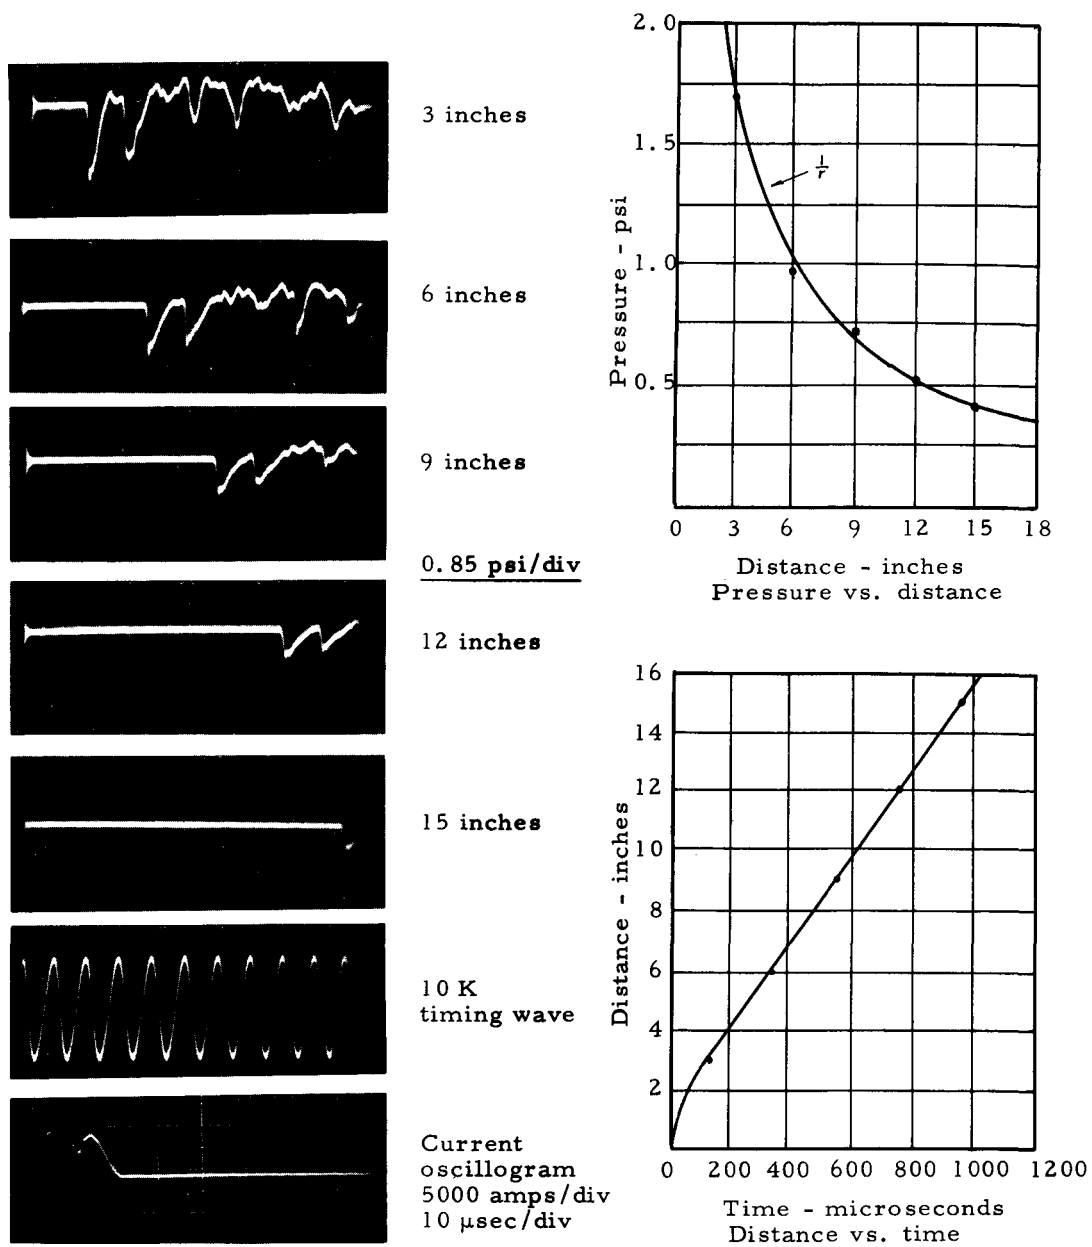 3 inches
6 inches
9 inches
0.85 psi/div
12 inches
15 inches
10 K
timing wave
Current
oscillogram
5000 amps/div
10 μsec/div
2.0
1.5
1.0
0.5
Pressure - psi
1/r
0 3 6 9 12 15 18
Distance - inches
Pressure vs. distance
16
14
12
10
8
6
4
2
Distance - inches
0 200 400 600 800 1000 1200
Time - microseconds
Distance vs. time